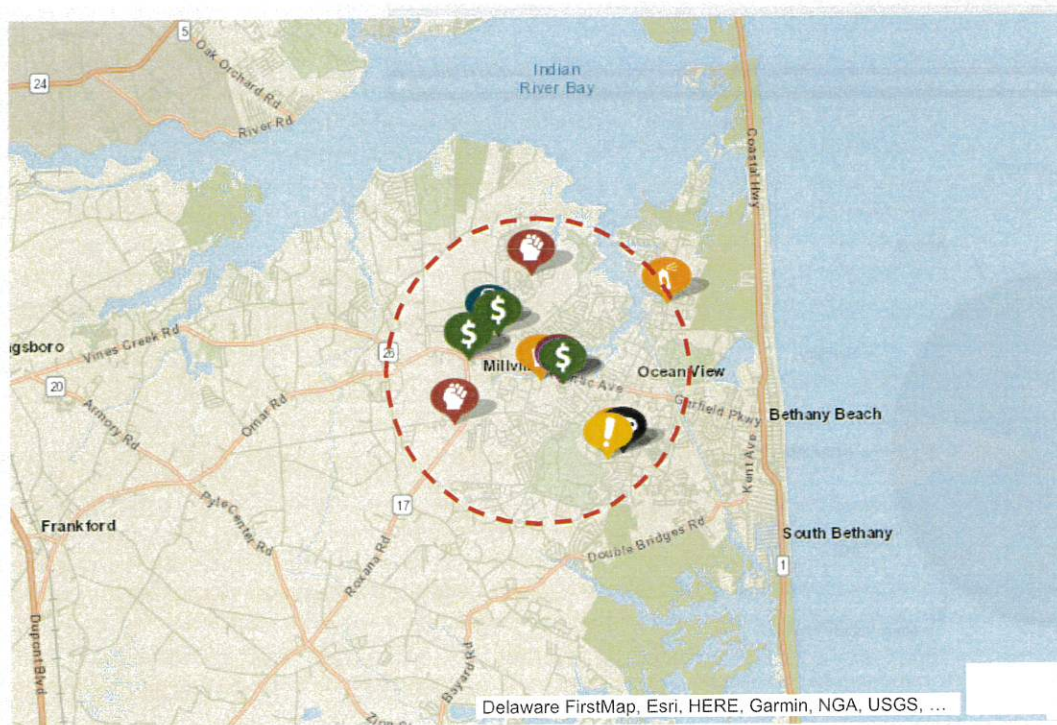 5
Oak Orchard Rd
24
River Rd
Indian
River Bay
Coastal Hwy
$
$
$
Vines Creek Rd
26
Ocean View
20
Armory Rd
Omar Rd
Garfield Pkwy
Bethany Beach
!
Kent Ave
17
Frankford
Roxana Rd
Double Bridges Rd
South Bethany
1
Dupont Blvd
Bayard Rd
Delaware FirstMap, Esri, HERE, Garmin, NGA, USGS, ...